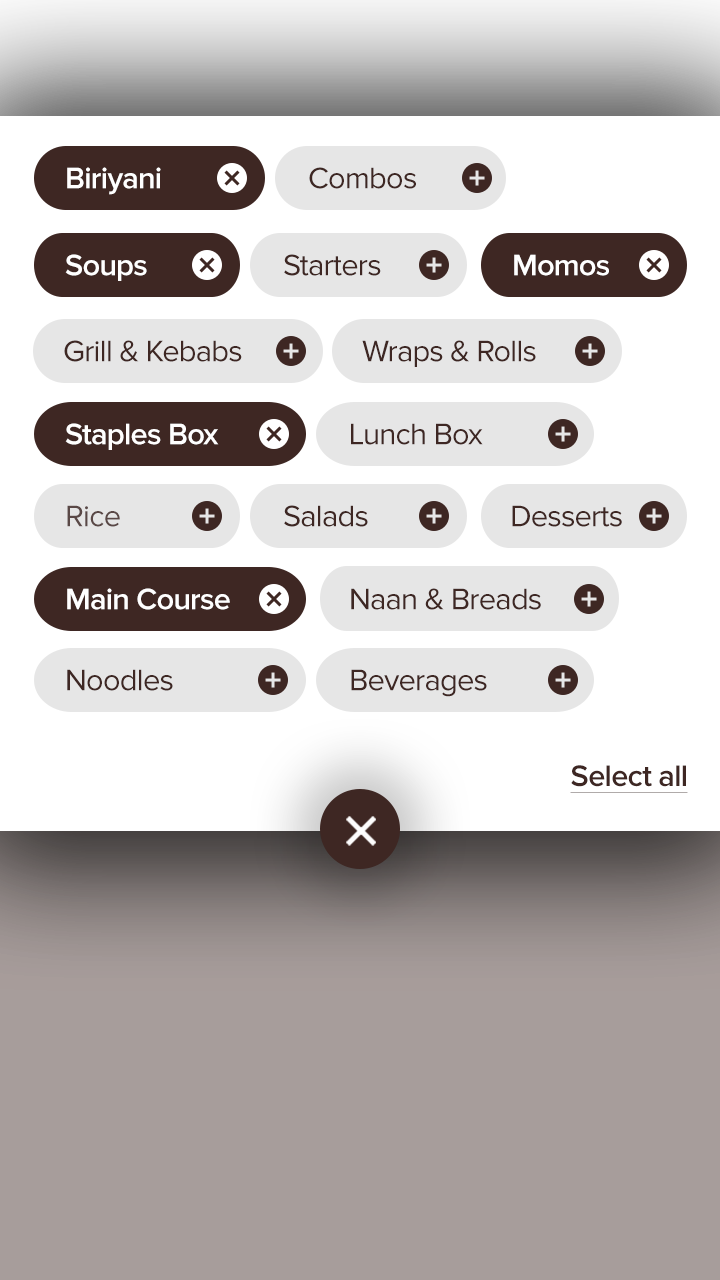 Biriyani Combos
Soups Starters Momos
Grill & Kebabs Wraps & Rolls
Staples Box Lunch Box
Rice Salads Desserts
Main Course Naan & Breads
Noodles Beverages
Select all